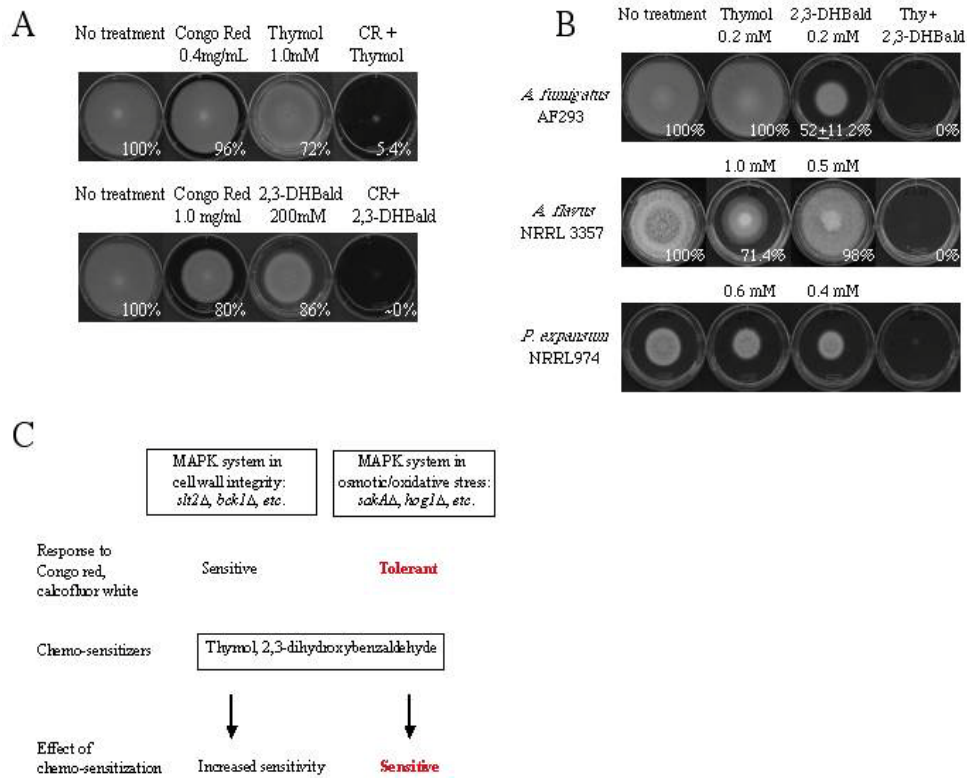 A
No treatment Congo Red Thymol CR +
0.4mg/mL 1.0mM Thymol
100% 96% 72% 5.4%
No treatment Congo Red 2,3-DHBald CR+
1.0 mg/ml 200mM 2,3-DHBald
100% 80% 86% ~0%
B
No treatment Thymol 2,3-DHBald Thy+
0.2 mM 0.2 mM 2,3-DHBald
A. fumigatus
AF293
100% 100% 52±11.2% 0%
1.0 mM 0.5 mM
A. flavus
NRRL 3357
100% 71.4% 98% 0%
0.6 mM 0.4 mM
P. expansum
NRRL974
C
MAPK system in
cell wall integrity:
slt2Δ, bck1Δ, etc.
MAPK system in
osmotic/oxidative stress:
sakAΔ, hog1Δ, etc.
Response to
Congo red,
calcofluor white
Sensitive Tolerant
Chemo-sensitizers Thymol, 2,3-dihydroxybenzaldehyde
Effect of
chemo-sensitization Increased sensitivity Sensitive